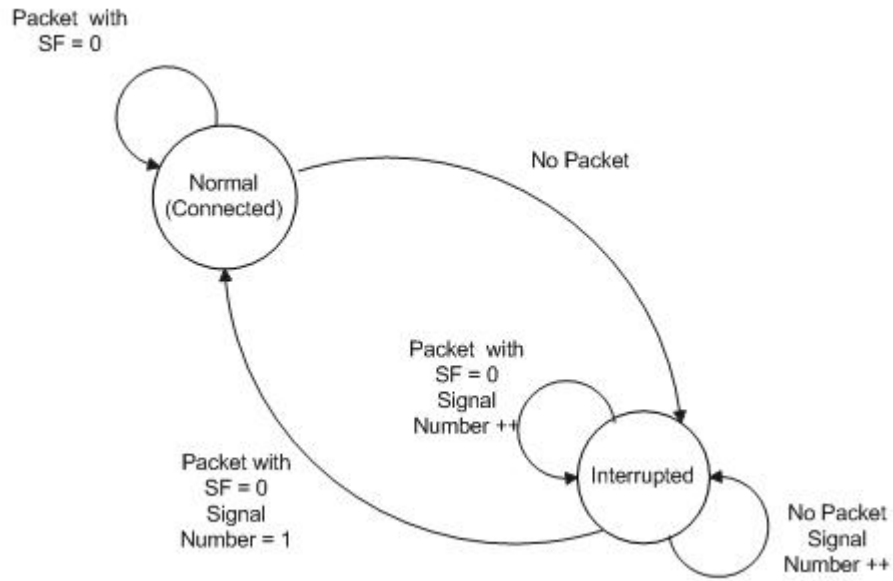 Packet with
SF = 0
Normal
(Connected)
No Packet
Packet with
SF = 0
Signal
Number ++
Interrupted
Packet with
SF = 0
Signal
Number = 1
No Packet
Signal
Number ++